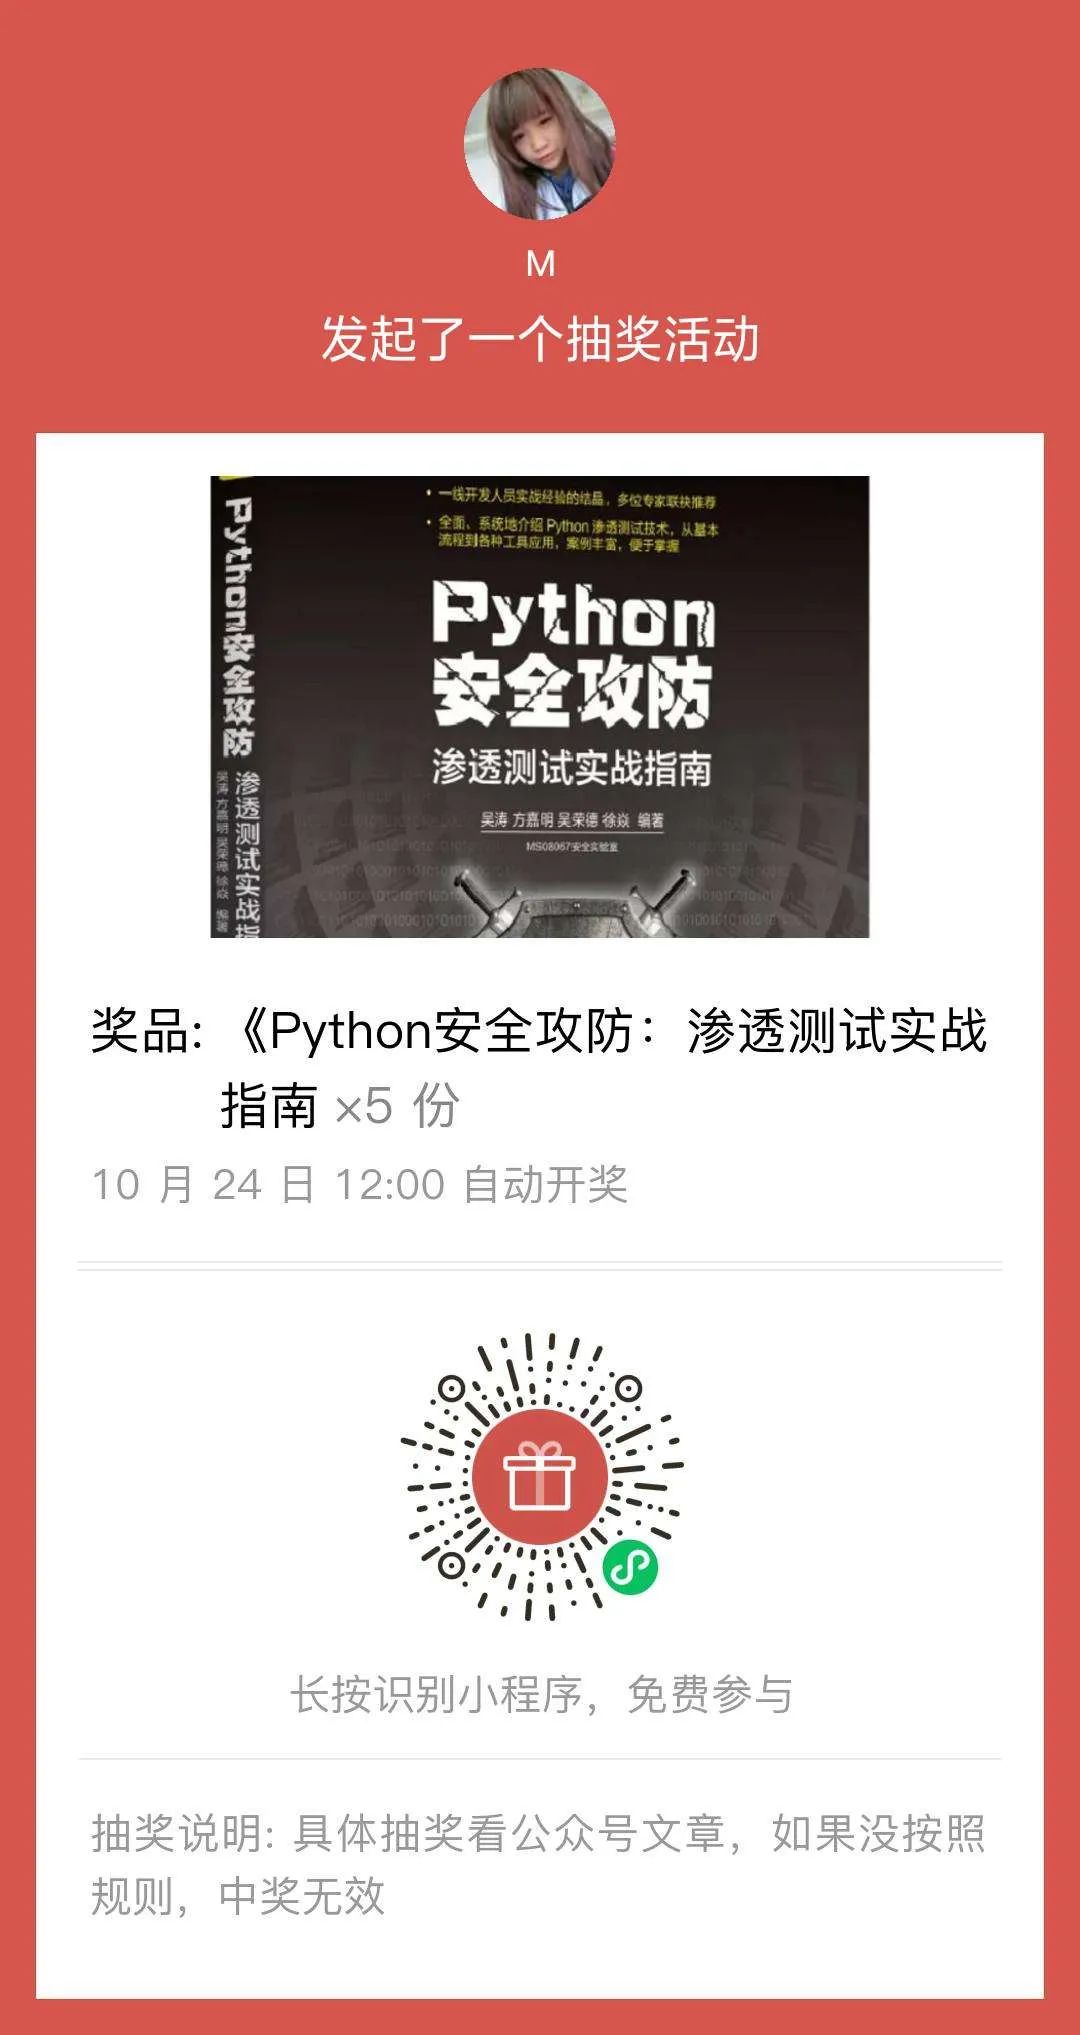 M
发起了一个抽奖活动
• 一线开发人员实战经验的结晶，多位专家联袂推荐
• 全面、系统地介绍 Python 渗透测试技术，从基本
流程到各种工具应用，案例丰富，便于掌握
Python
安全攻防
渗透测试实战指南
吴涛 方嘉明 吴荣德 徐焱 编著
MS08067安全实验室
Python安全攻防
渗透测试实战指
吴涛 方嘉明 吴荣德 徐焱 编著
奖品: 《Python安全攻防：渗透测试实战
指南 ×5 份
10 月 24 日 12:00 自动开奖
长按识别小程序，免费参与
抽奖说明: 具体抽奖看公众号文章，如果没按照
规则，中奖无效